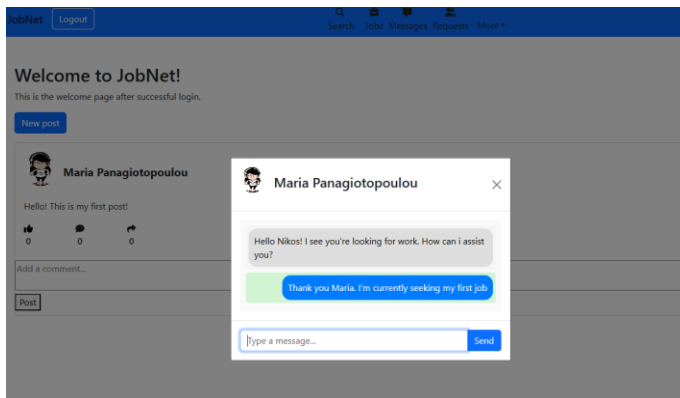 JobNet Logout
Search Jobs Messages Requests More
Welcome to JobNet!
This is the welcome page after successful login.
New post
Maria Panagiotopoulou
Hello! This is my first post!
0 0 0
Add a comment...
Post
Maria Panagiotopoulou
Hello Nikos! I see you're looking for work. How can i assist
you?
Thank you Maria. I'm currently seeking my first job
Type a message...
Send